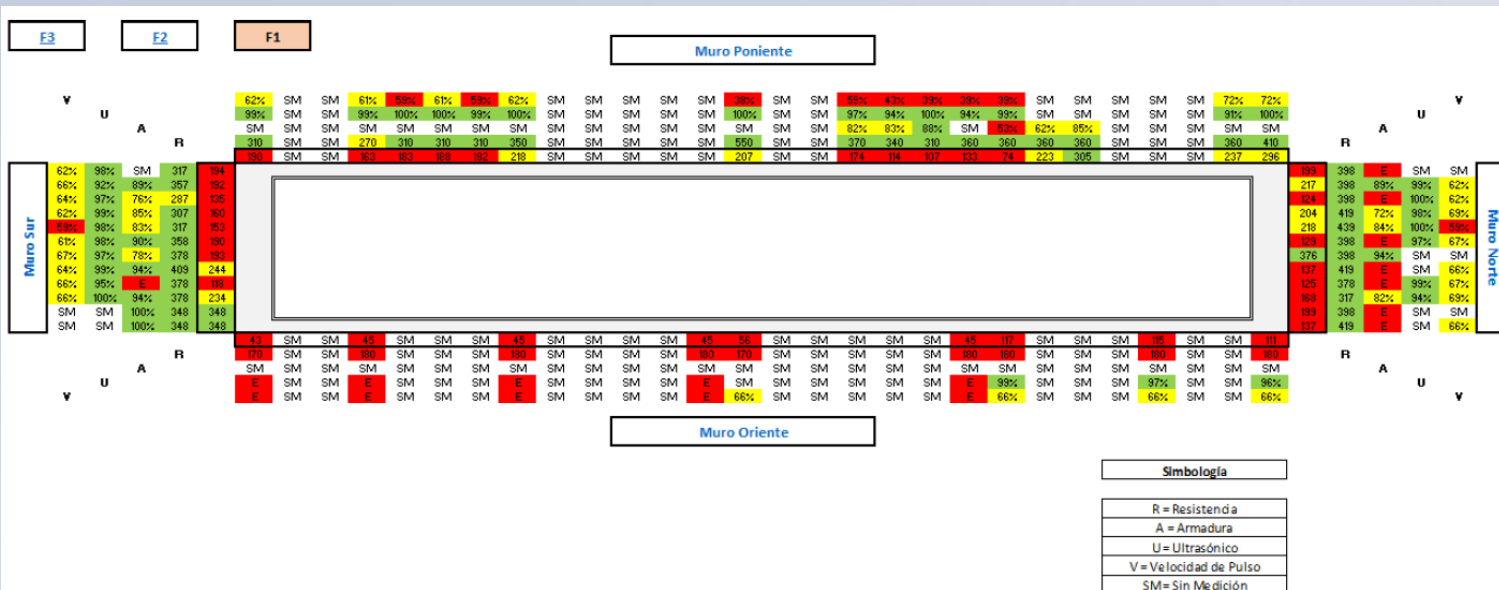 F3 F2 F1
Muro Poniente
V 62% SM SM 61% 59% 61% 59% 62% SM SM SM SM SM 38% SM SM 59% 43% 39% 39% 39% SM SM SM SM SM 72% 72% V
U 99% SM SM 99% 100% 100% 99% 100% SM SM SM SM SM 100% SM SM 97% 94% 100% 94% 99% SM SM SM SM SM 91% 100% U
A SM SM SM SM SM SM SM SM SM SM SM SM SM SM SM SM 82% 83% 88% SM 53% 62% 85% SM SM SM SM SM A
R 310 SM SM 270 310 310 310 350 SM SM SM SM SM 550 SM SM 370 340 310 360 360 360 360 SM SM SM 360 410 R
190 SM SM 163 183 188 182 218 SM SM SM SM SM 207 SM SM 174 114 107 133 74 223 305 SM SM SM 237 296
Muro Sur
62% 98% SM 317 194 199 398 E SM SM
66% 92% 89% 357 192 217 398 89% 99% 62%
64% 97% 76% 287 135 124 398 E 100% 62%
62% 99% 85% 307 160 204 419 72% 98% 69%
59% 98% 83% 317 153 218 439 84% 100% 59%
61% 98% 90% 358 190 129 398 E 97% 67%
67% 97% 78% 378 193 376 398 94% SM SM
64% 99% 94% 409 244 137 419 E SM 66%
66% 95% E 378 118 125 378 E 99% 67%
66% 100% 94% 378 234 168 317 82% 94% 69%
SM SM 100% 348 348 199 398 E SM SM
SM SM 100% 348 348 137 419 E SM 66%
Muro Norte
43 SM SM 45 SM SM SM 45 SM SM SM SM 45 56 SM SM SM SM SM 45 117 SM SM SM 115 SM SM 111
R 170 SM SM 180 SM SM SM 180 SM SM SM SM 180 170 SM SM SM SM SM 180 180 SM SM SM 180 SM SM 180 R
A SM SM SM SM SM SM SM SM SM SM SM SM SM SM SM SM SM SM SM SM SM SM SM SM SM SM SM SM A
U E SM SM E SM SM SM E SM SM SM SM E SM SM SM SM SM SM E 99% SM SM SM 97% SM SM 96% U
V E SM SM E SM SM SM E SM SM SM SM E 66% SM SM SM SM SM E 66% SM SM SM 66% SM SM 66% V
Muro Oriente
Simbología
R = Resistencia
A = Armadura
U = Ultrasónico
V = Velocidad de Pulso
SM= Sin Medición